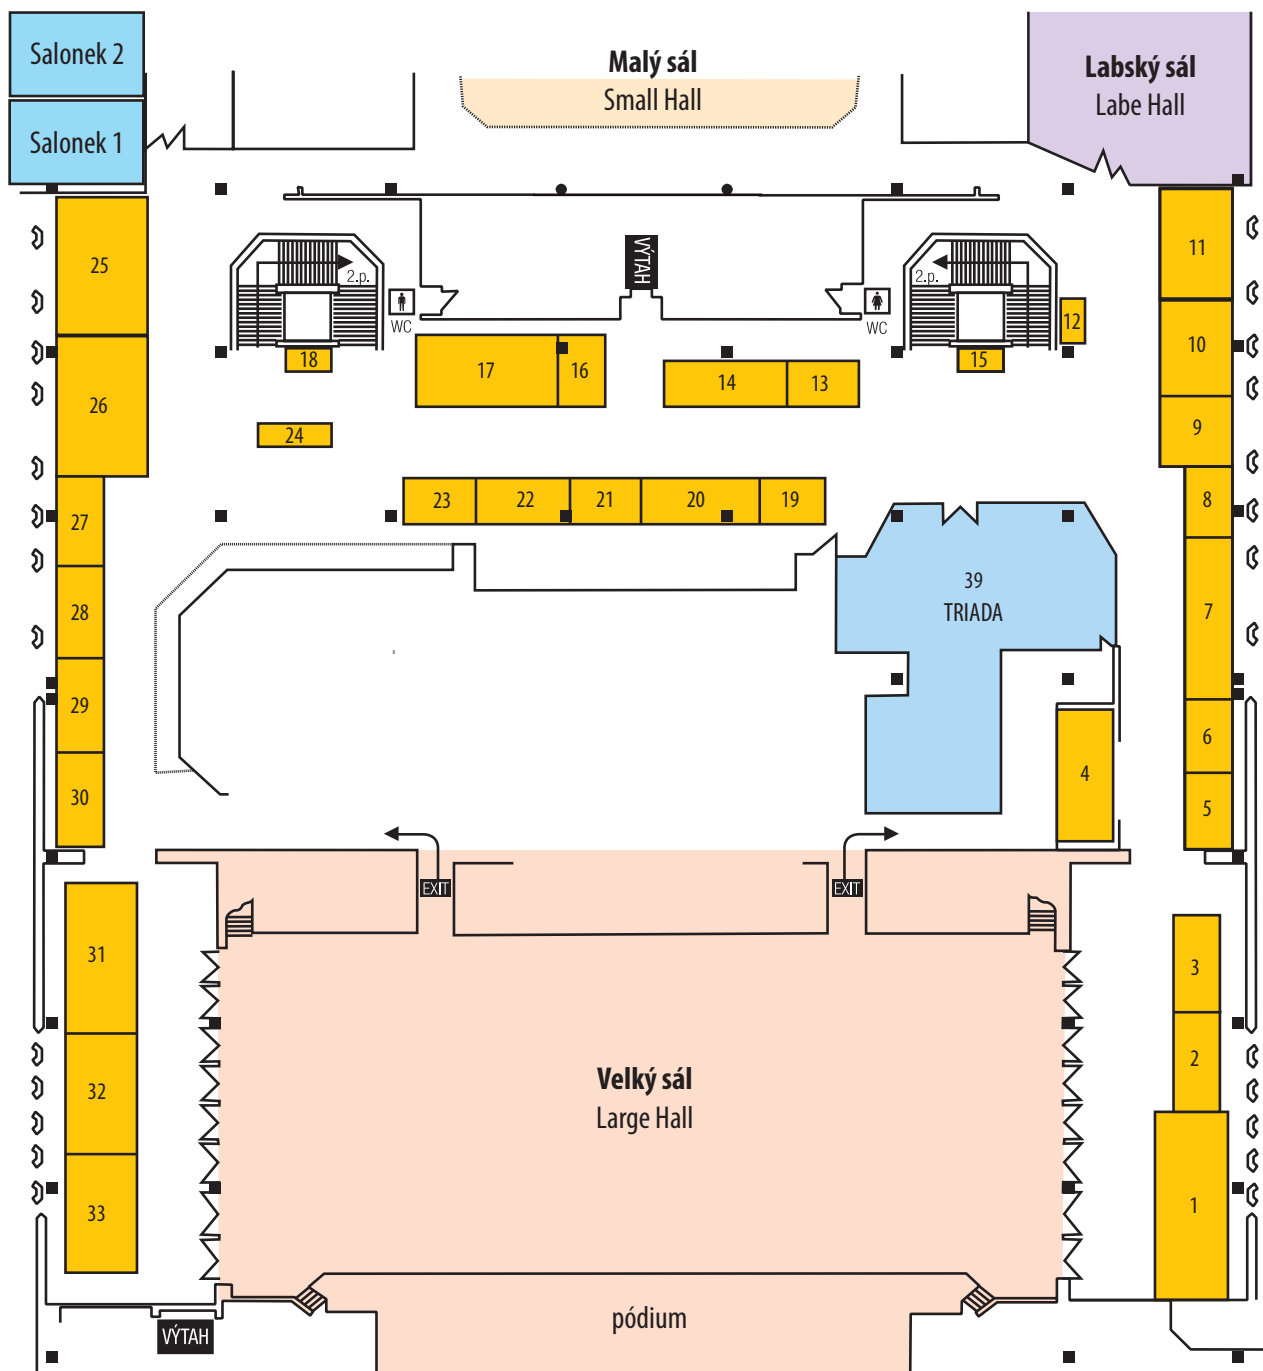 Salonek 2
Malý sál
Small Hall
Labský sál
Labe Hall
Salonek 1
25
2.p.
VÝTAH
2.p.
11
WC
WC
12
10
18
17
16
14
13
15
26
9
24
23
22
21
20
19
8
27
28
39
TRIADA
7
29
6
4
30
5
EXIT
EXIT
31
3
32
Velký sál
Large Hall
2
33
1
pódium
VÝTAH